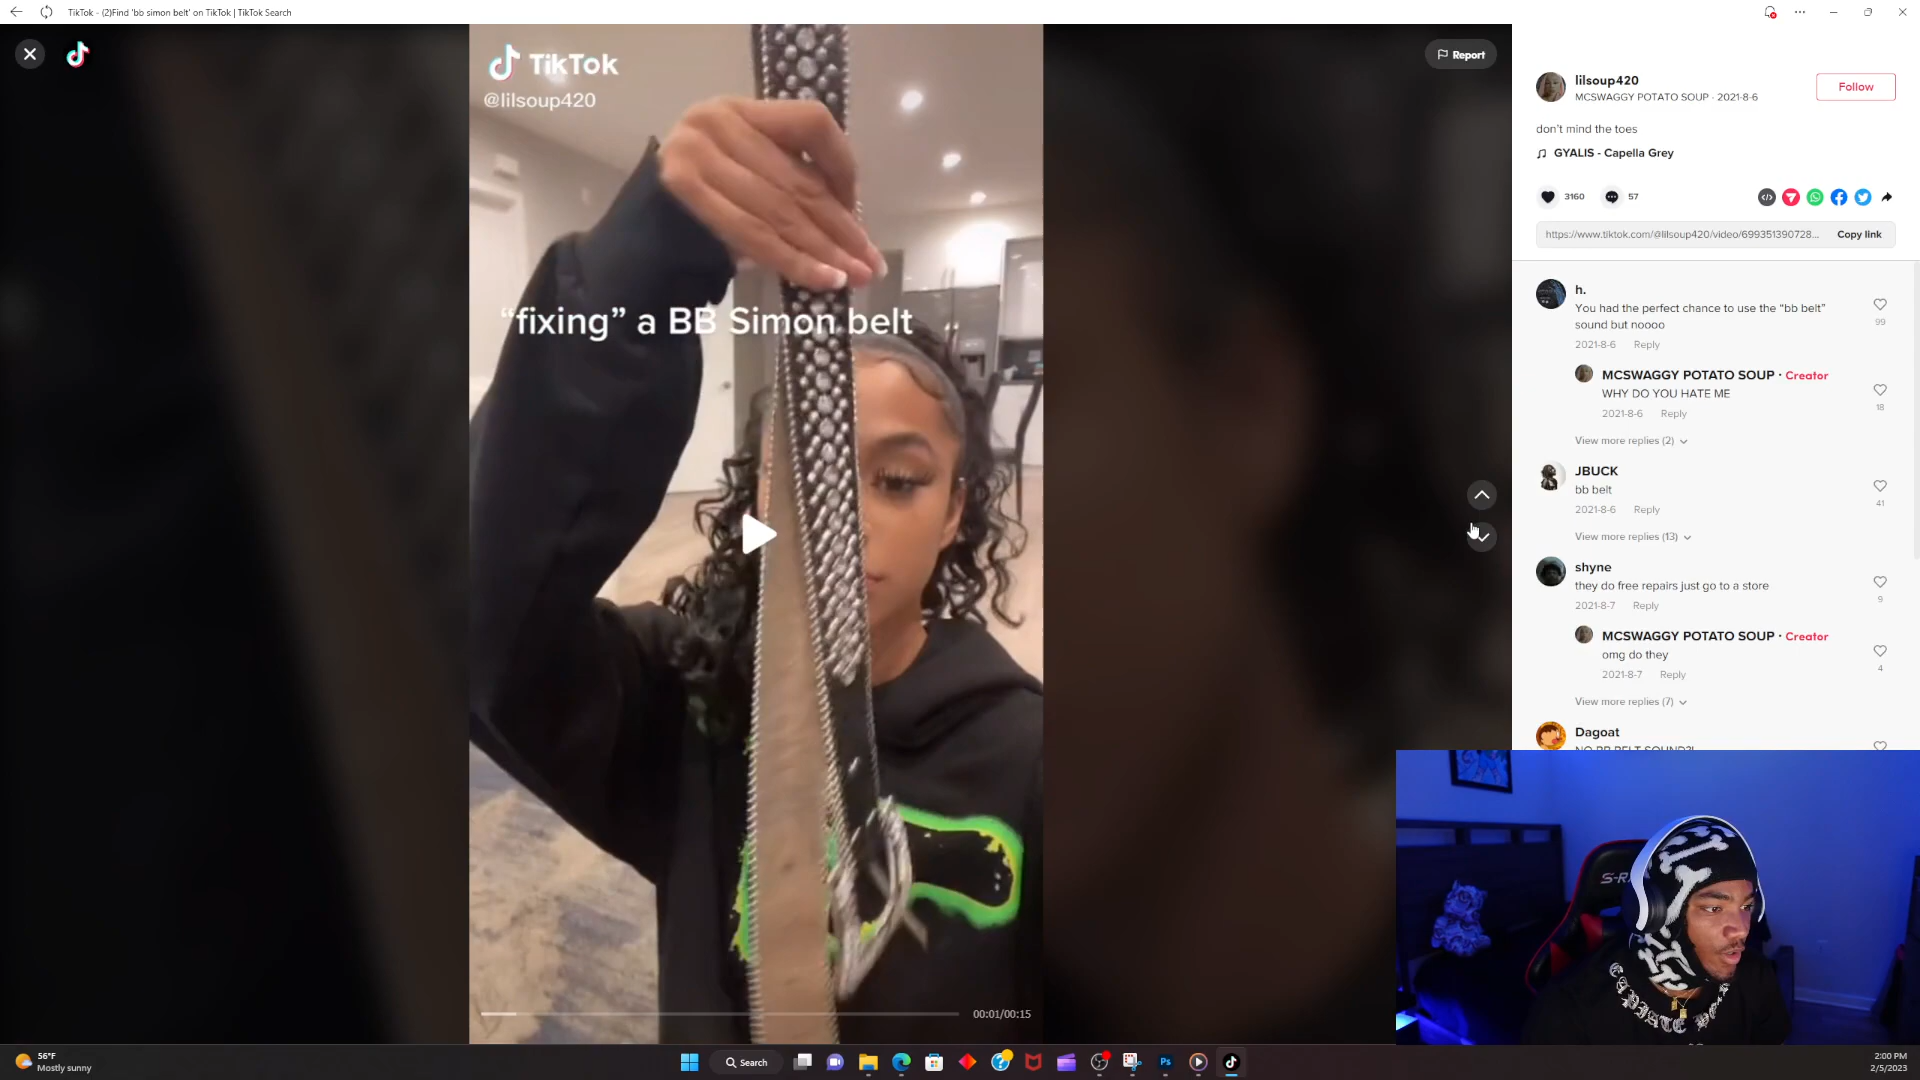 TikTok - (2)Find 'bb simon belt' on TikTok | TikTok Search
TikTok
@lilsoup420
"fixing" a BB Simon belt
00:01/00:15
Report
lilsoup420
MCSWAGGY POTATO SOUP · 2021-8-6
Follow
don't mind the toes
GYALIS - Capella Grey
3160
57
https://www.tiktok.com/@lilsoup420/video/699351390728...
Copy link
h.
You had the perfect chance to use the "bb belt"
sound but noooo
99
2021-8-6 Reply
MCSWAGGY POTATO SOUP · Creator
WHY DO YOU HATE ME
18
2021-8-6 Reply
View more replies (2)
JBUCK
bb belt
41
2021-8-6 Reply
View more replies (13)
shyne
they do free repairs just go to a store
9
2021-8-7 Reply
MCSWAGGY POTATO SOUP · Creator
omg do they
4
2021-8-7 Reply
View more replies (7)
Dagoat
NO BB BELT SOUND?!
56°F
Mostly sunny
Search
Ps
2:00 PM
2/5/2023